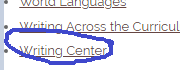 World Languages
Writing Across the Curricul
Writing Center